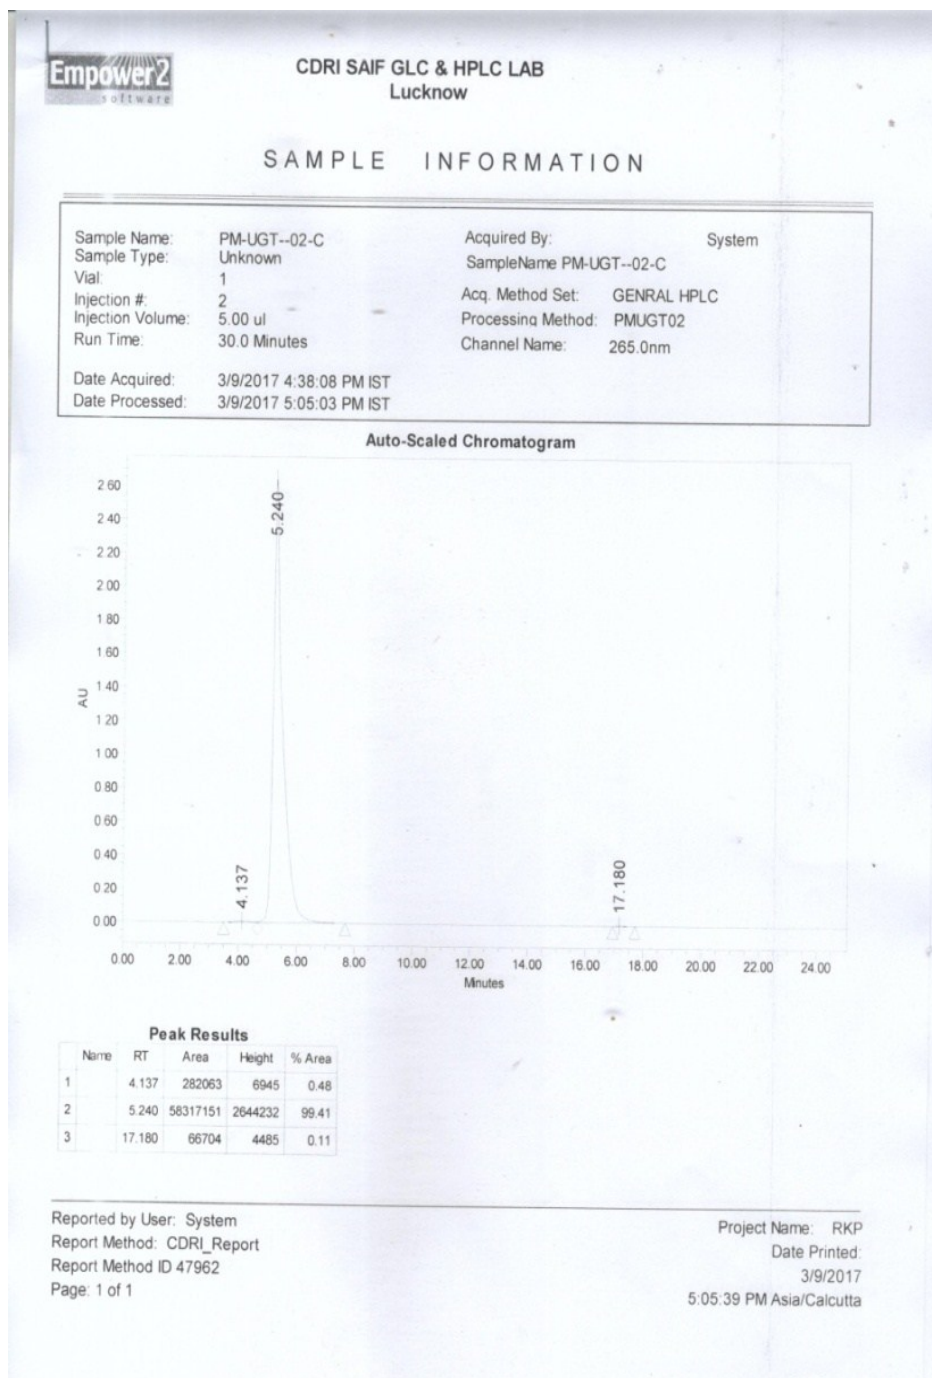 Empower2
software
CDRI SAIF GLC & HPLC LAB
Lucknow
SAMPLE INFORMATION
Sample Name: PM-UGT--02-C
Sample Type: Unknown
Vial: 1
Injection #: 2
Injection Volume: 5.00 ul
Run Time: 30.0 Minutes
Date Acquired: 3/9/2017 4:38:08 PM IST
Date Processed: 3/9/2017 5:05:03 PM IST
Acquired By: System
SampleName PM-UGT--02-C
Acq. Method Set: GENRAL HPLC
Processing Method: PMUGT02
Channel Name: 265.0nm
Auto-Scaled Chromatogram
AU
2.60
2.40
2.20
2.00
1.80
1.60
1.40
1.20
1.00
0.80
0.60
0.40
0.20
0.00
4.137
5.240
17.180
0.00 2.00 4.00 6.00 8.00 10.00 12.00 14.00 16.00 18.00 20.00 22.00 24.00
Minutes
Peak Results
Name RT Area Height % Area
1 4.137 282063 6945 0.48
2 5.240 58317151 2644232 99.41
3 17.180 66704 4485 0.11
Reported by User: System
Report Method: CDRI_Report
Report Method ID 47962
Page: 1 of 1
Project Name: RKP
Date Printed:
3/9/2017
5:05:39 PM Asia/Calcutta